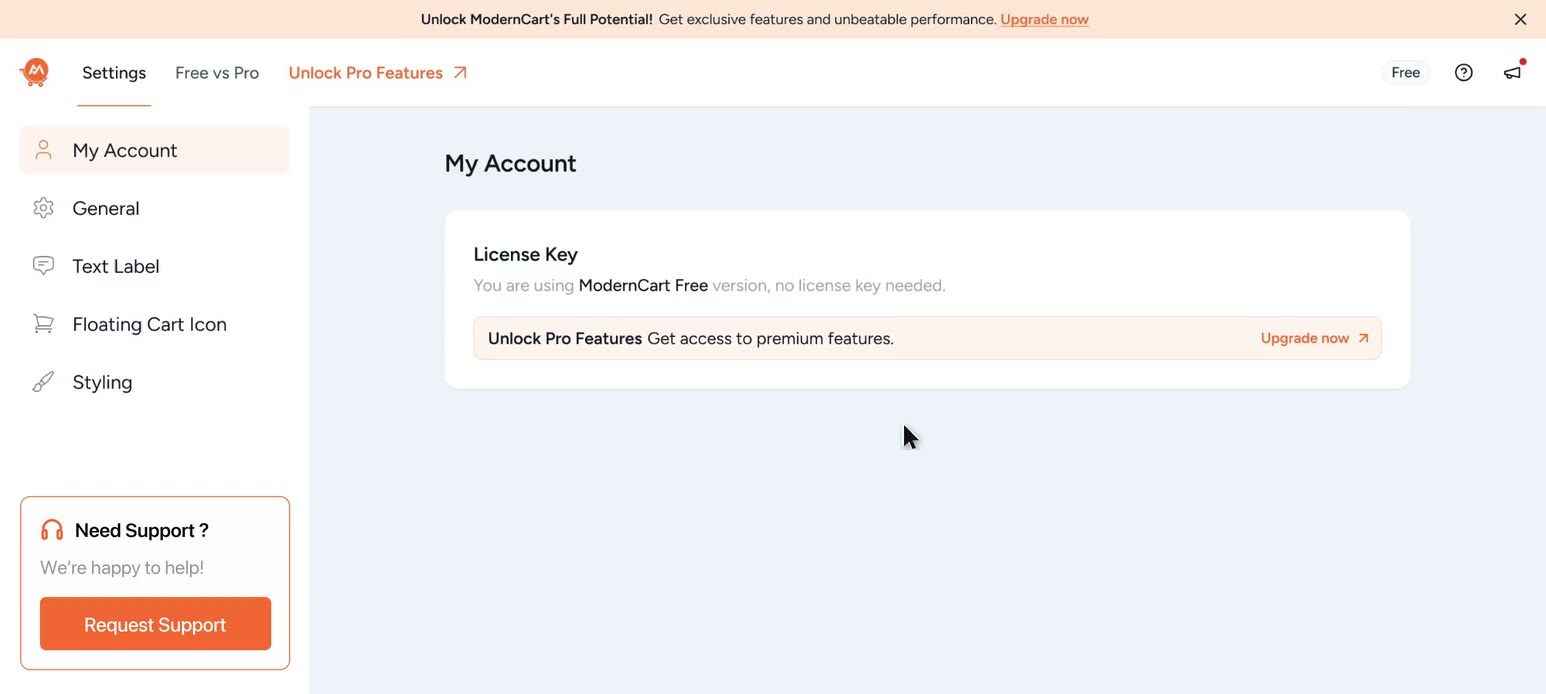 Unlock ModernCart's Full Potential! Get exclusive features and unbeatable performance. Upgrade now
Settings Free vs Pro Unlock Pro Features Free
My Account
General
Text Label
Floating Cart Icon
Styling
Need Support ?
We're happy to help!
Request Support
My Account
License Key
You are using ModernCart Free version, no license key needed.
Unlock Pro Features Get access to premium features. Upgrade now